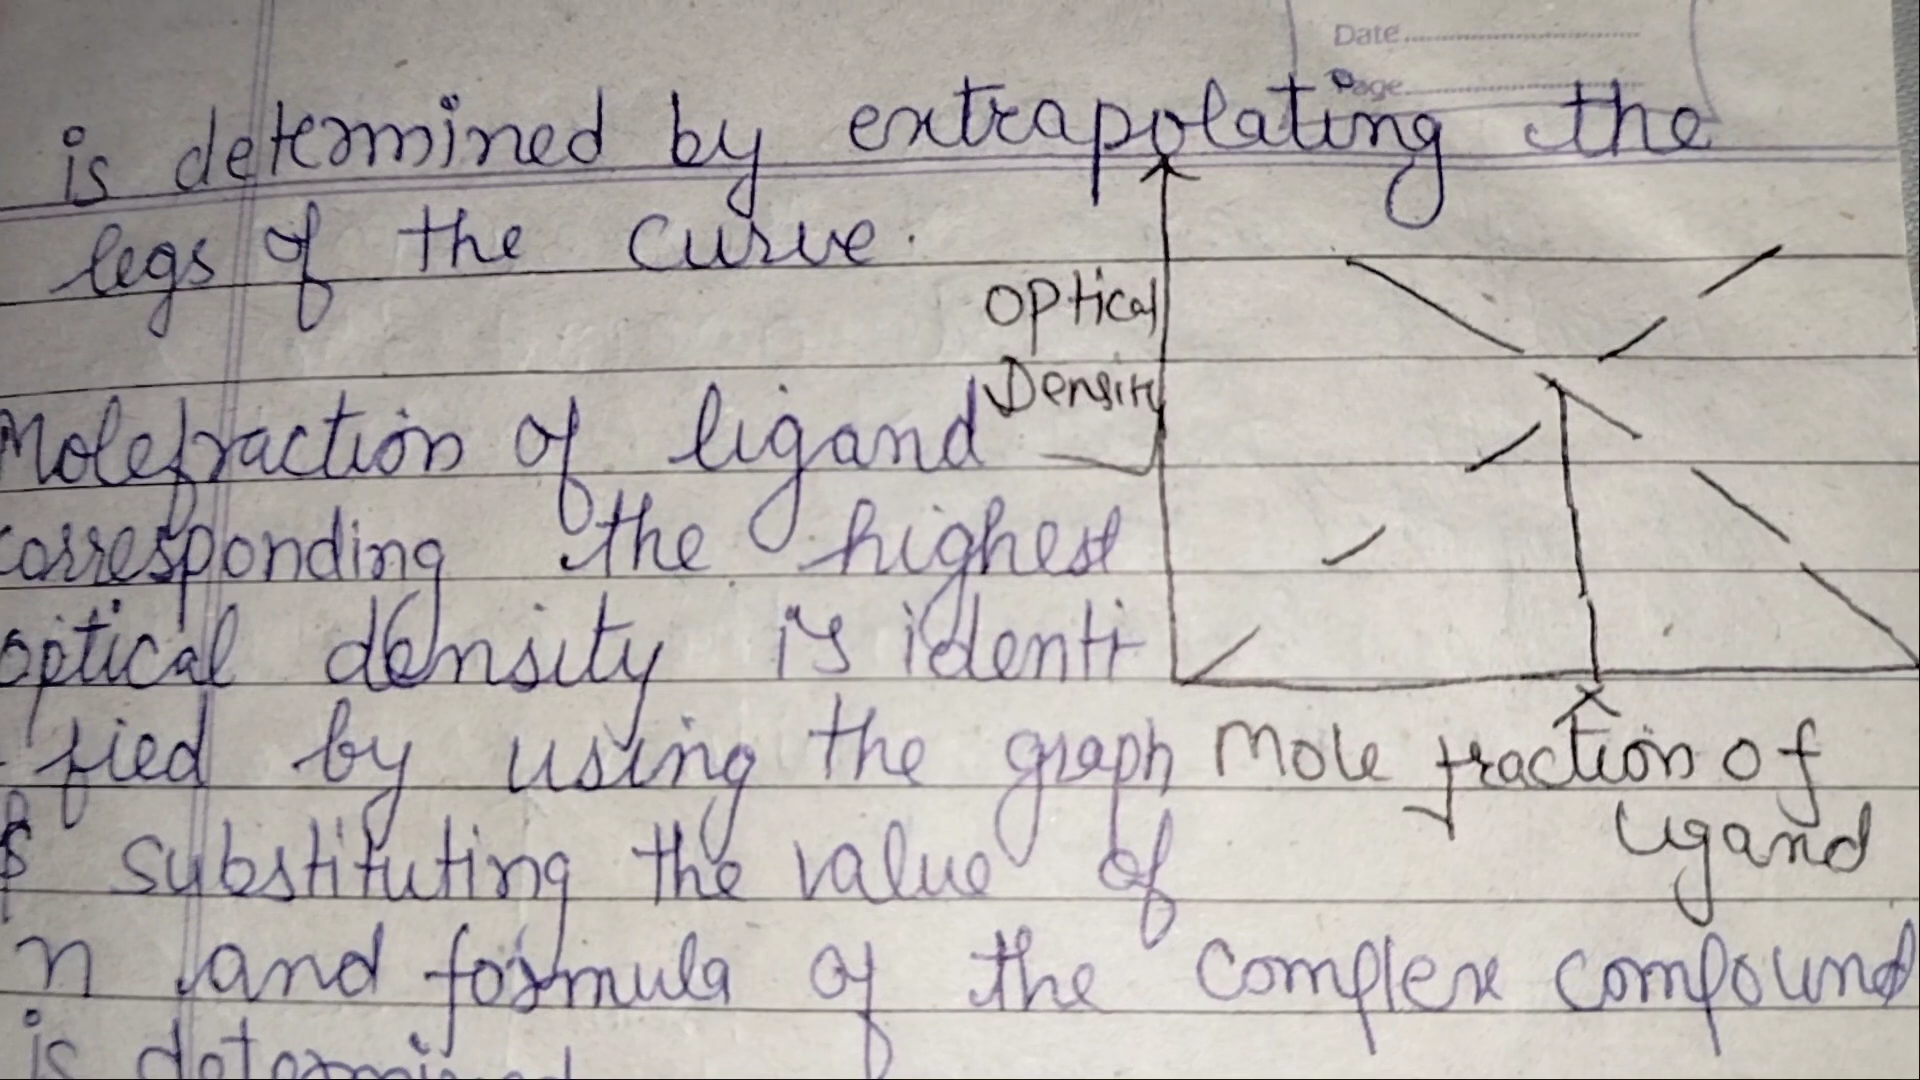 Date
Page
is determined by extrapolating the
legs of the curve.
Optical
Density
Molefraction of ligand
corresponding the highest
optical density is identi
fied by using the graph
Mole fraction of
ligand
& substituting the value of
n and formula of the complex compound
is determined